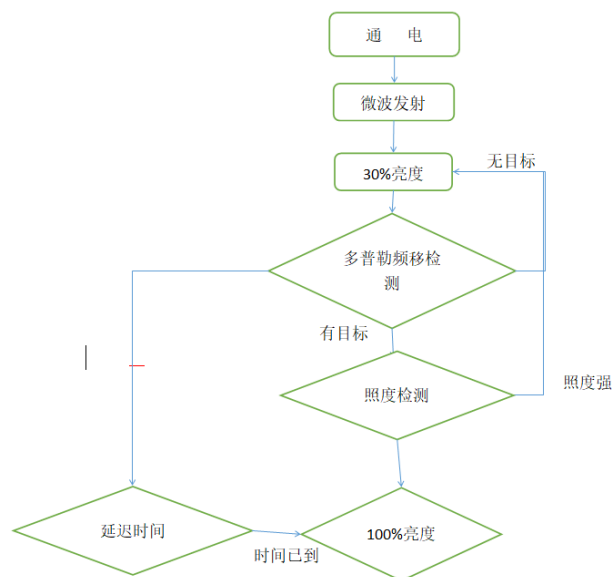 通 电
微波发射
无目标
30%亮度
多普勒频移检
测
有目标
照度强
照度检测
延迟时间
100%亮度
时间已到